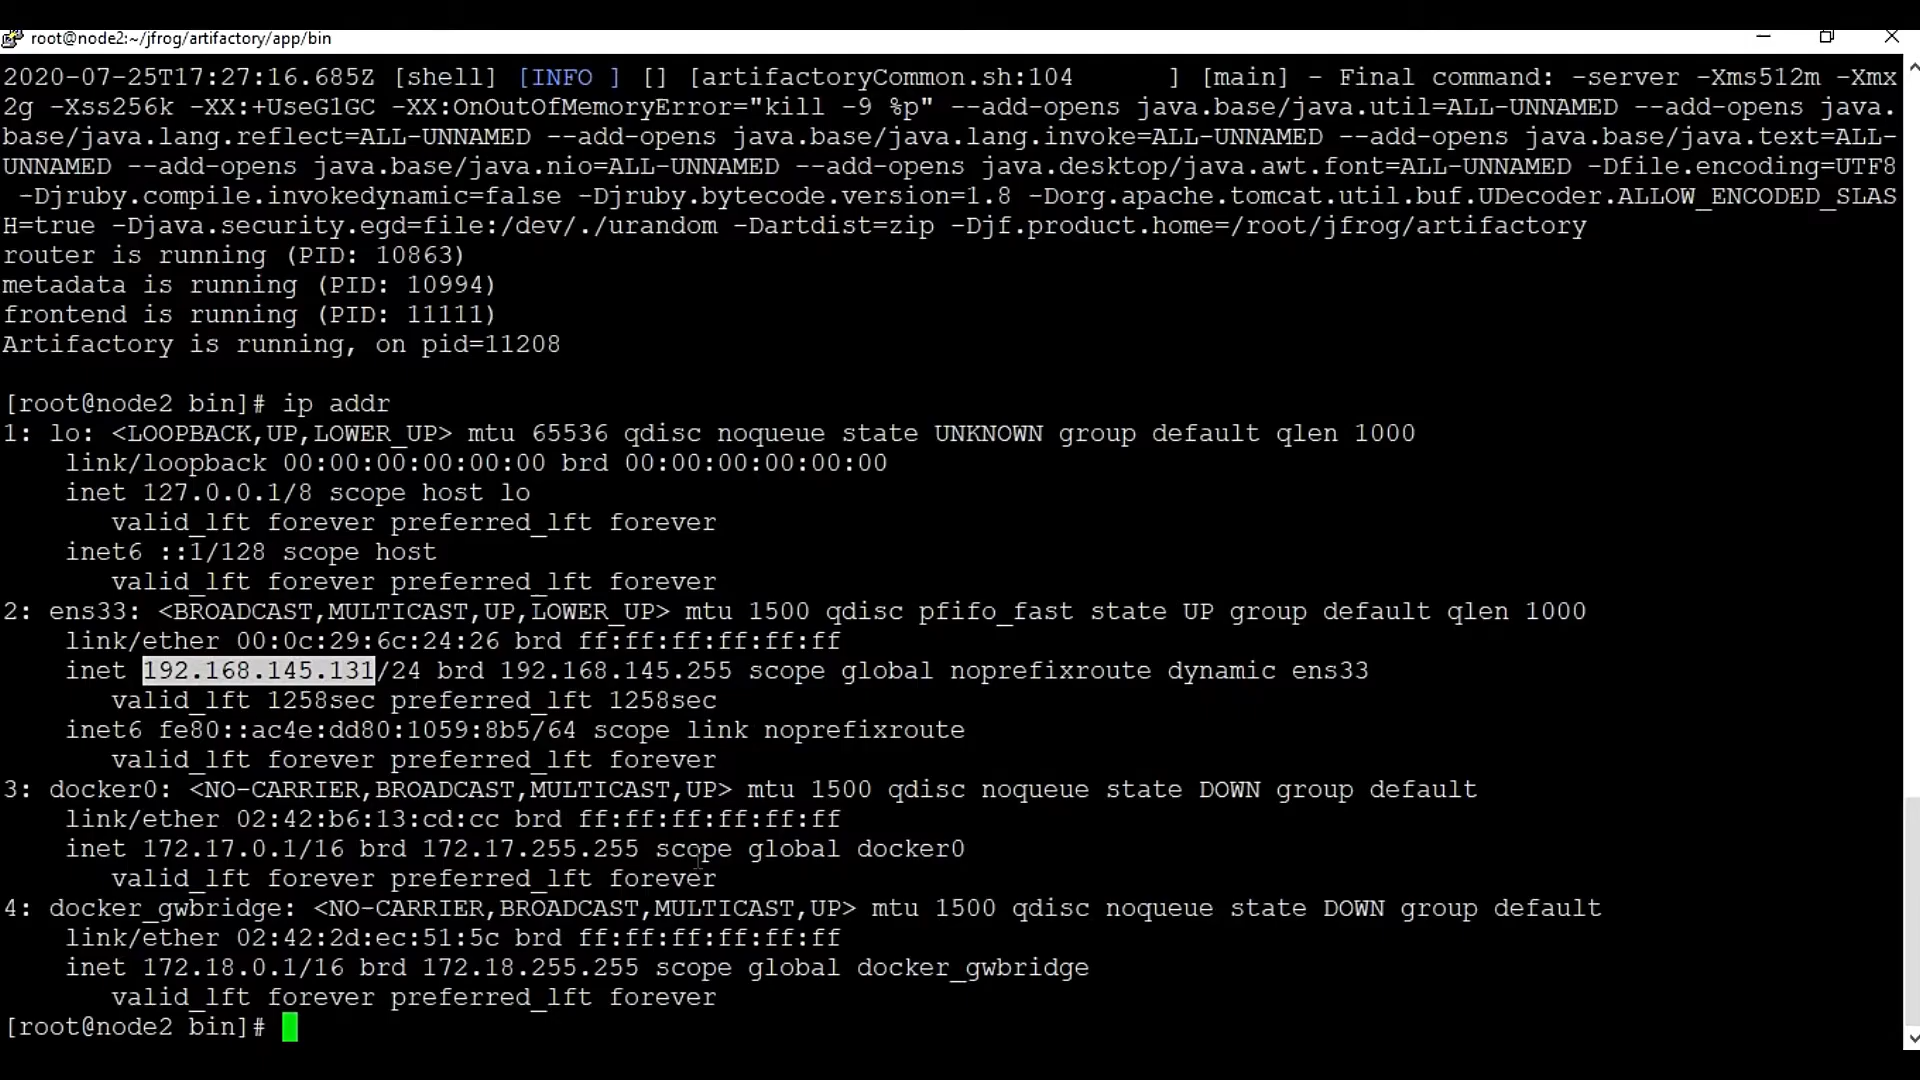 root@node2:~/jfrog/artifactory/app/bin
2020-07-25T17:27:16.685Z [shell] [INFO ] [] [artifactoryCommon.sh:104 ] [main] - Final command: -server -Xms512m -Xmx
2g -Xss256k -XX:+UseG1GC -XX:OnOutOfMemoryError="kill -9 %p" --add-opens java.base/java.util=ALL-UNNAMED --add-opens java.
base/java.lang.reflect=ALL-UNNAMED --add-opens java.base/java.lang.invoke=ALL-UNNAMED --add-opens java.base/java.text=ALL-
UNNAMED --add-opens java.base/java.nio=ALL-UNNAMED --add-opens java.desktop/java.awt.font=ALL-UNNAMED -Dfile.encoding=UTF8
-Djruby.compile.invokedynamic=false -Djruby.bytecode.version=1.8 -Dorg.apache.tomcat.util.buf.UDecoder.ALLOW_ENCODED_SLAS
H=true -Djava.security.egd=file:/dev/./urandom -Dartdist=zip -Djf.product.home=/root/jfrog/artifactory
router is running (PID: 10863)
metadata is running (PID: 10994)
frontend is running (PID: 11111)
Artifactory is running, on pid=11208
[root@node2 bin]# ip addr
1: lo: <LOOPBACK,UP,LOWER_UP> mtu 65536 qdisc noqueue state UNKNOWN group default qlen 1000
link/loopback 00:00:00:00:00:00 brd 00:00:00:00:00:00
inet 127.0.0.1/8 scope host lo
valid_lft forever preferred_lft forever
inet6 ::1/128 scope host
valid_lft forever preferred_lft forever
2: ens33: <BROADCAST,MULTICAST,UP,LOWER_UP> mtu 1500 qdisc pfifo_fast state UP group default qlen 1000
link/ether 00:0c:29:6c:24:26 brd ff:ff:ff:ff:ff:ff
inet 192.168.145.131/24 brd 192.168.145.255 scope global noprefixroute dynamic ens33
valid_lft 1258sec preferred_lft 1258sec
inet6 fe80::ac4e:dd80:1059:8b5/64 scope link noprefixroute
valid_lft forever preferred_lft forever
3: docker0: <NO-CARRIER,BROADCAST,MULTICAST,UP> mtu 1500 qdisc noqueue state DOWN group default
link/ether 02:42:b6:13:cd:cc brd ff:ff:ff:ff:ff:ff
inet 172.17.0.1/16 brd 172.17.255.255 scope global docker0
valid_lft forever preferred_lft forever
4: docker_gwbridge: <NO-CARRIER,BROADCAST,MULTICAST,UP> mtu 1500 qdisc noqueue state DOWN group default
link/ether 02:42:2d:ec:51:5c brd ff:ff:ff:ff:ff:ff
inet 172.18.0.1/16 brd 172.18.255.255 scope global docker_gwbridge
valid_lft forever preferred_lft forever
[root@node2 bin]#